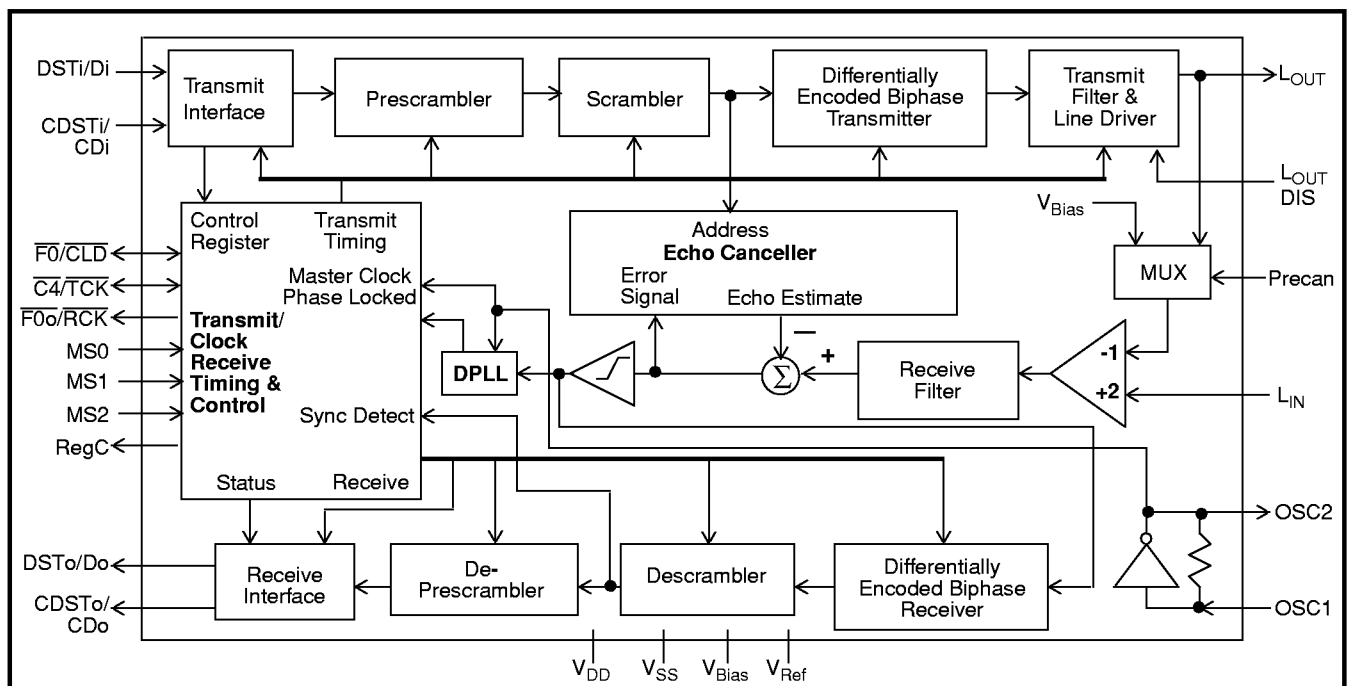 DSTi/Di
CDSTi/
CDi
Transmit
Interface
Prescrambler
Scrambler
Differentially
Encoded Biphase
Transmitter
Transmit
Filter &
Line Driver
LOUT
LOUT
DIS
VBias
MUX
Precan
Control
Register
Transmit
Timing
Address
Echo Canceller
Error
Signal
Echo Estimate
F0/CLD
C4/TCK
F0o/RCK
MS0
MS1
MS2
RegC
Master Clock
Phase Locked
Transmit/
Clock
Receive
Timing &
Control
Sync Detect
Status
Receive
DPLL
Σ
−
+
Receive
Filter
-1
+2
LIN
DSTo/Do
CDSTo/
CDo
Receive
Interface
De-
Prescrambler
Descrambler
Differentially
Encoded Biphase
Receiver
OSC2
OSC1
VDD
VSS
VBias
VRef